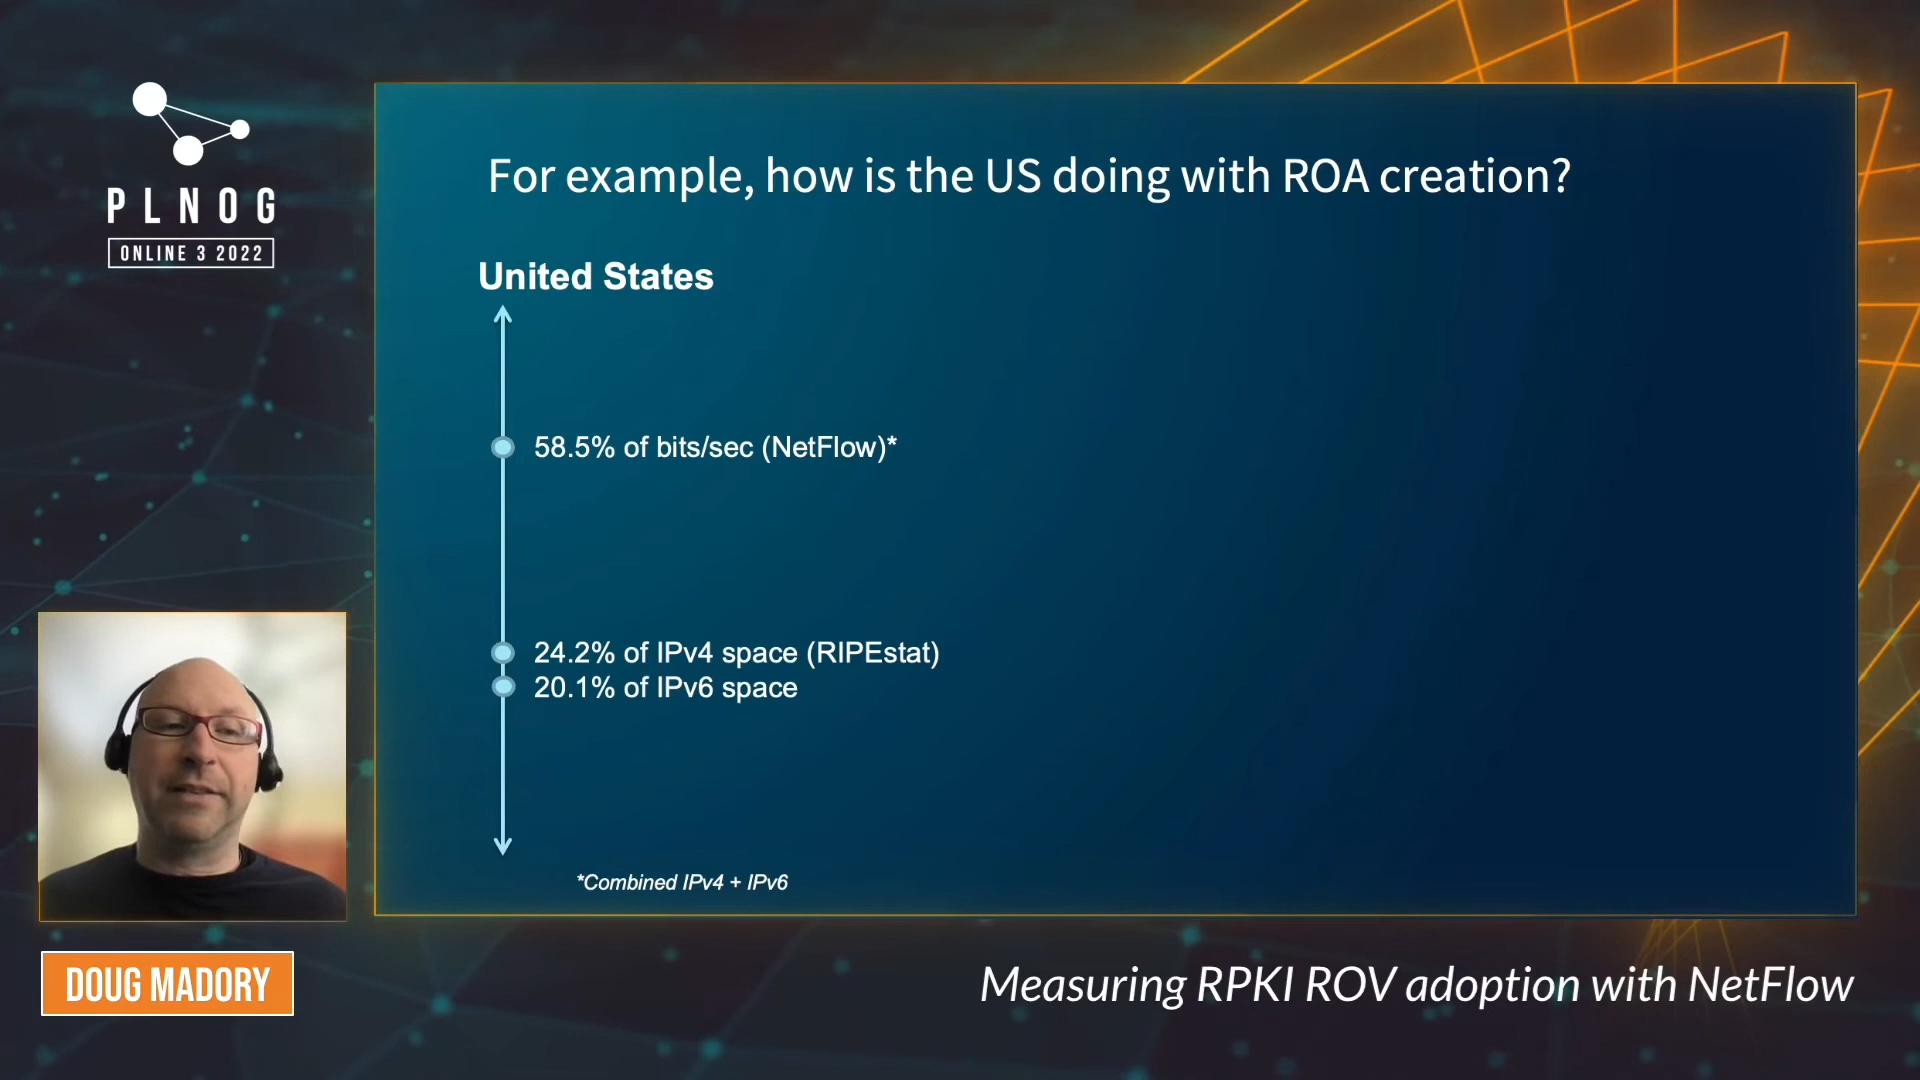 PLNOG
ONLINE 3 2022
For example, how is the US doing with ROA creation?
United States
58.5% of bits/sec (NetFlow)*
24.2% of IPv4 space (RIPEstat)
20.1% of IPv6 space
*Combined IPv4 + IPv6
DOUG MADORY
Measuring RPKI ROV adoption with NetFlow